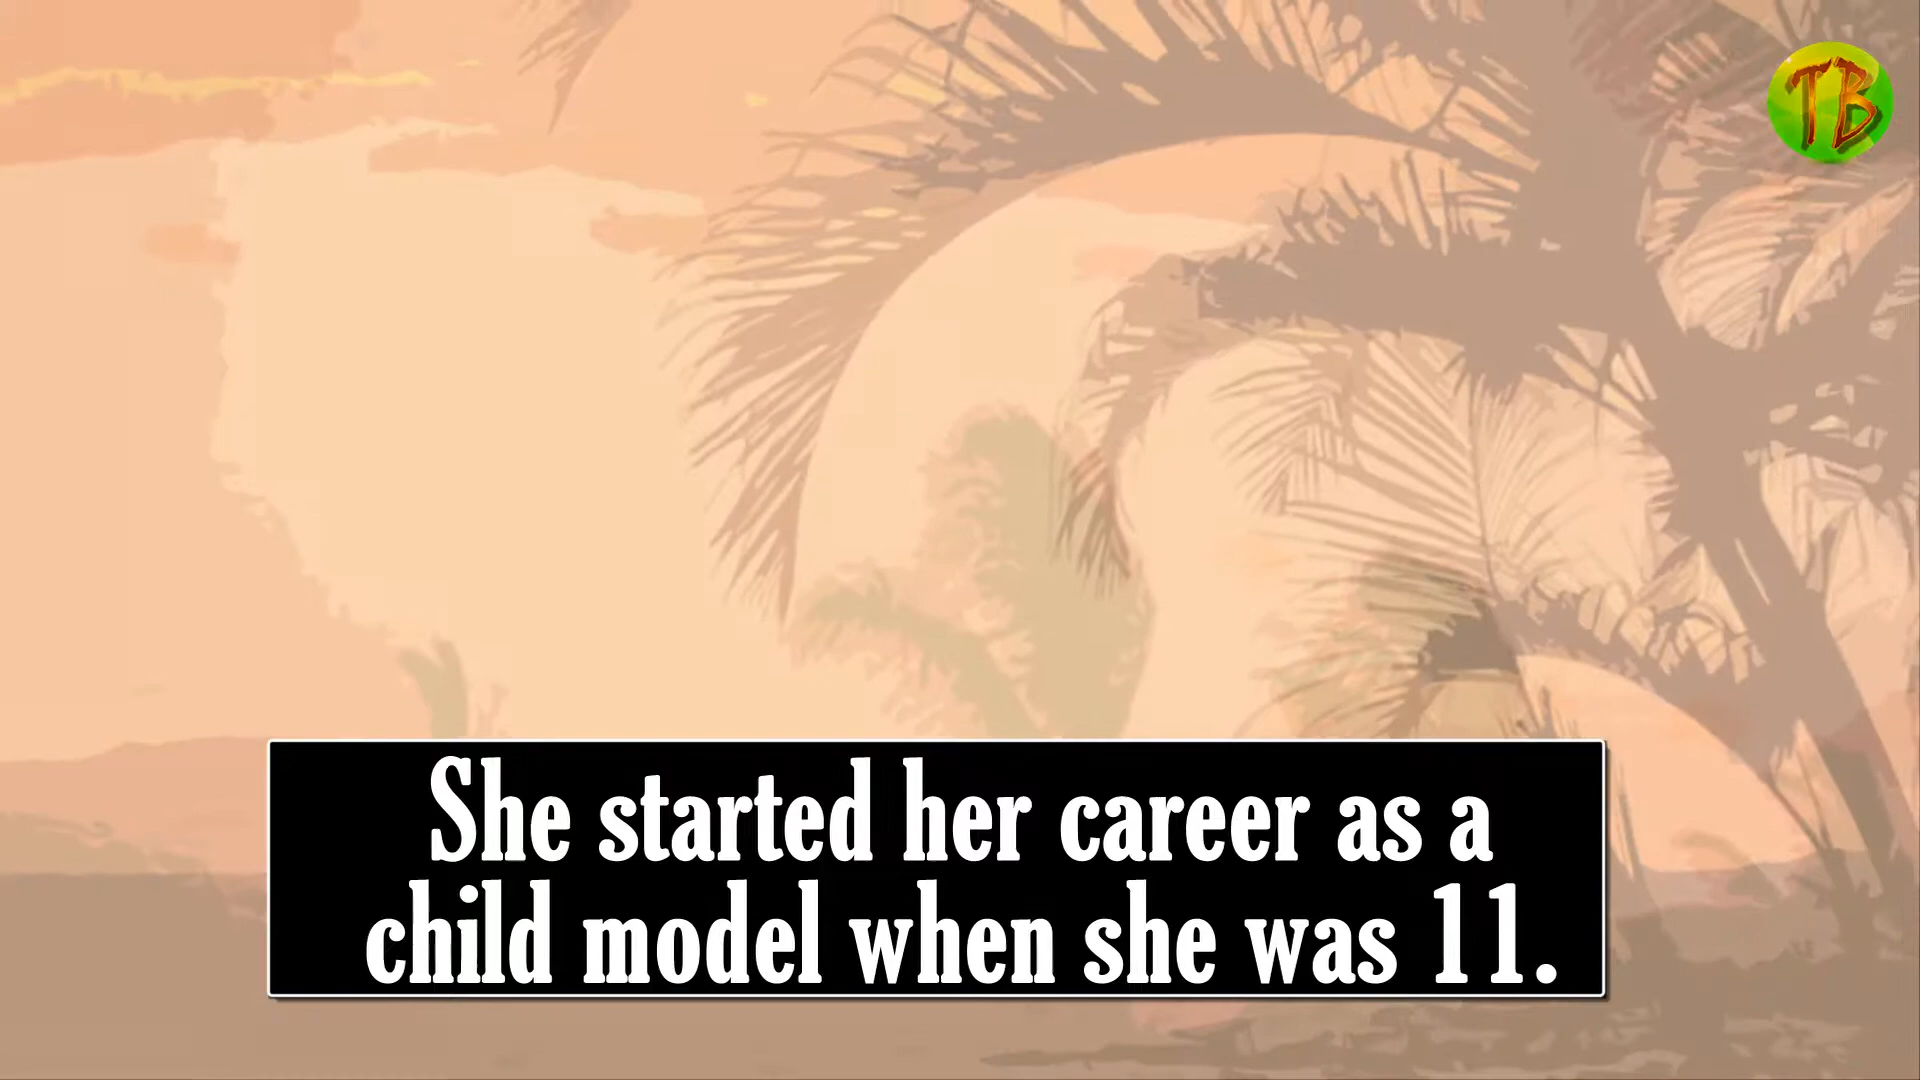 TB
She started her career as a
child model when she was 11.